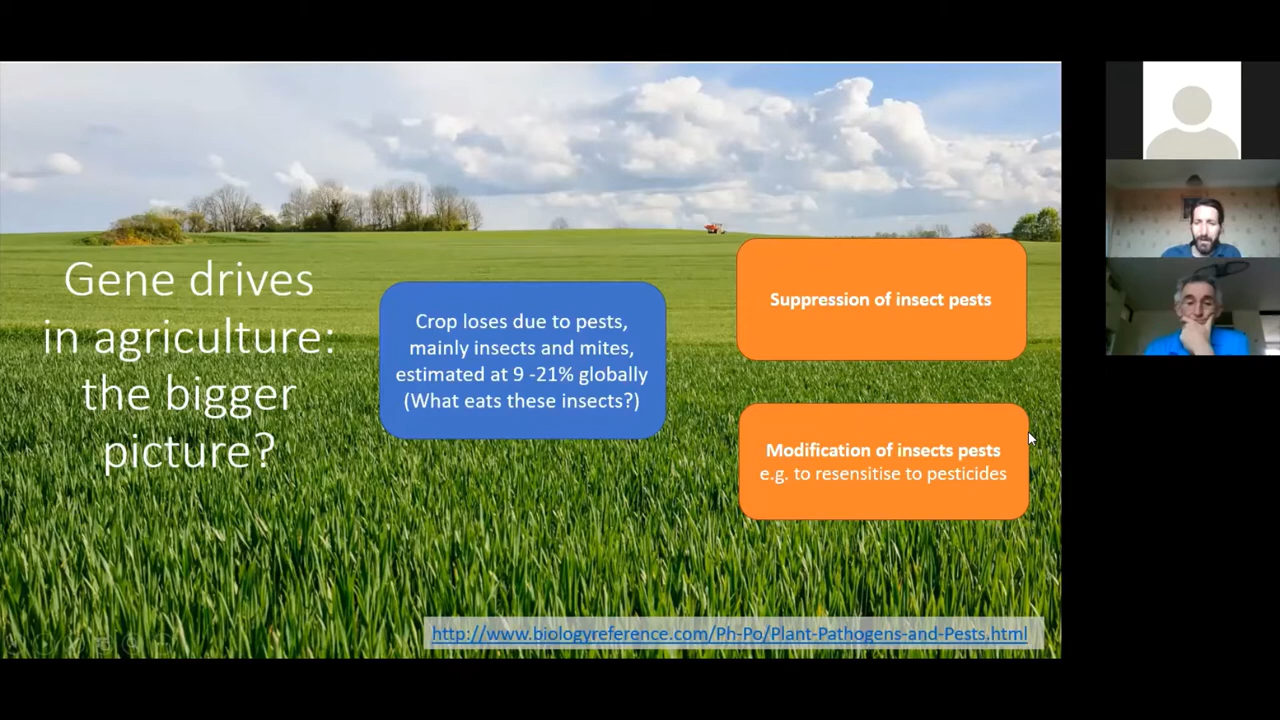 Gene drives
in agriculture:
the bigger
picture?
Crop loses due to pests,
mainly insects and mites,
estimated at 9 -21% globally
(What eats these insects?)
Suppression of insect pests
Modification of insects pests
e.g. to resensitise to pesticides
http://www.biologyreference.com/Ph-Po/Plant-Pathogens-and-Pests.html